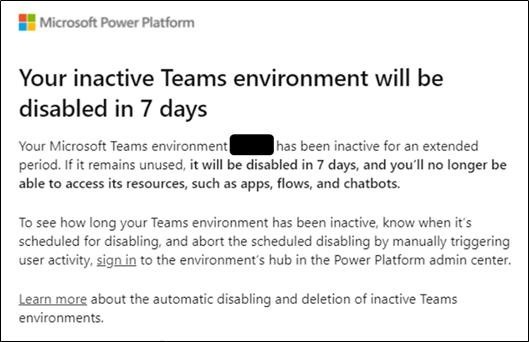 Microsoft Power Platform
Your inactive Teams environment will be
disabled in 7 days
Your Microsoft Teams environment has been inactive for an extended
period. If it remains unused, it will be disabled in 7 days, and you'll no longer be
able to access its resources, such as apps, flows, and chatbots.
To see how long your Teams environment has been inactive, know when it's
scheduled for disabling, and abort the scheduled disabling by manually triggering
user activity, sign in to the environment's hub in the Power Platform admin center.
Learn more about the automatic disabling and deletion of inactive Teams
environments.